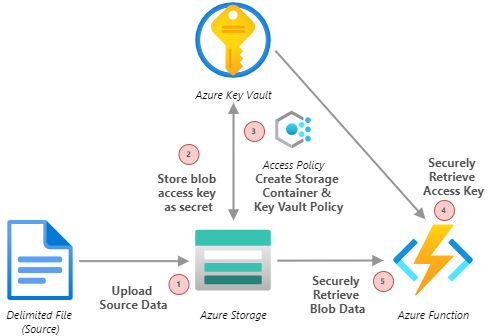 Azure Key Vault
2
3
Store blob
access key
as secret
Access Policy
Create Storage
Container &
Key Vault Policy
Securely
Retrieve
Access Key
4
1
Upload
Source Data
5
Securely
Retrieve
Blob Data
Delimited File
(Source)
Azure Storage
Azure Function